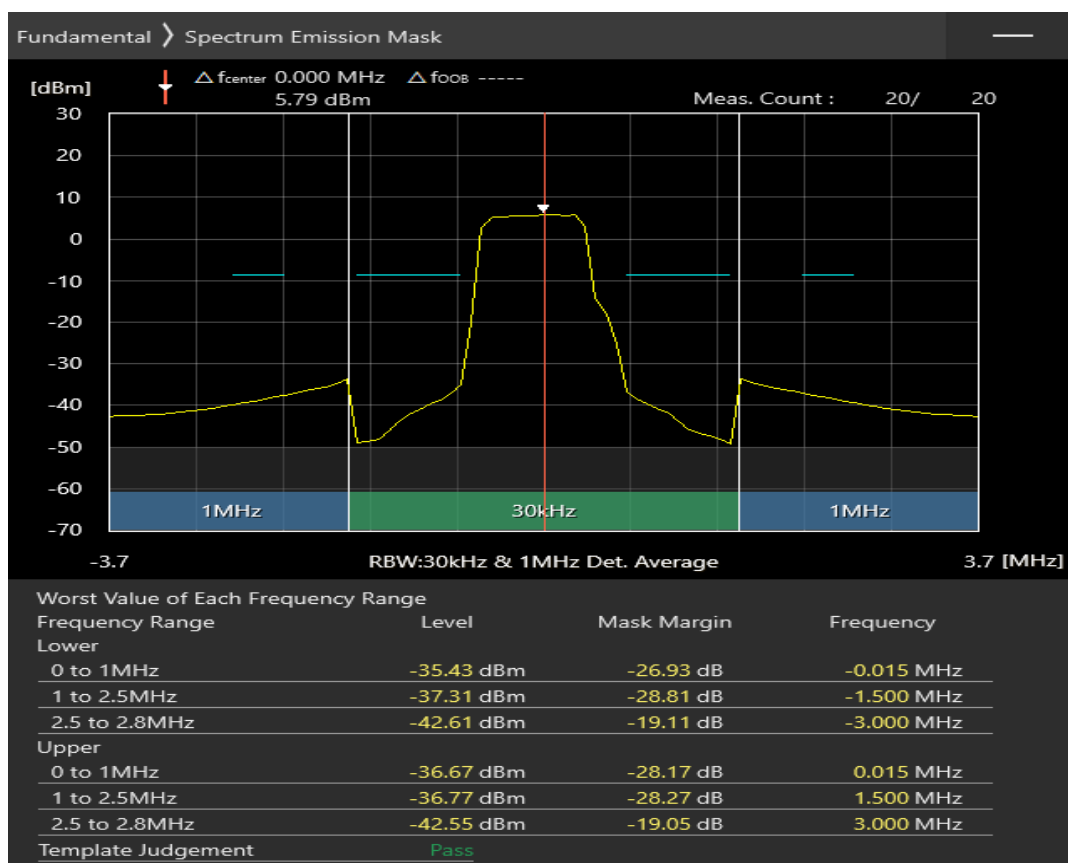 Fundamental ❯ Spectrum Emission Mask
[dBm] △ fcenter 0.000 MHz △ fOOB -----
5.79 dBm Meas. Count : 20/ 20
30
20
10
0
-10
-20
-30
-40
-50
-60
1MHz 30kHz 1MHz
-70
-3.7 RBW:30kHz & 1MHz Det. Average 3.7 [MHz]
Worst Value of Each Frequency Range
Frequency Range Level Mask Margin Frequency
Lower
0 to 1MHz -35.43 dBm -26.93 dB -0.015 MHz
1 to 2.5MHz -37.31 dBm -28.81 dB -1.500 MHz
2.5 to 2.8MHz -42.61 dBm -19.11 dB -3.000 MHz
Upper
0 to 1MHz -36.67 dBm -28.17 dB 0.015 MHz
1 to 2.5MHz -36.77 dBm -28.27 dB 1.500 MHz
2.5 to 2.8MHz -42.55 dBm -19.05 dB 3.000 MHz
Template Judgement Pass